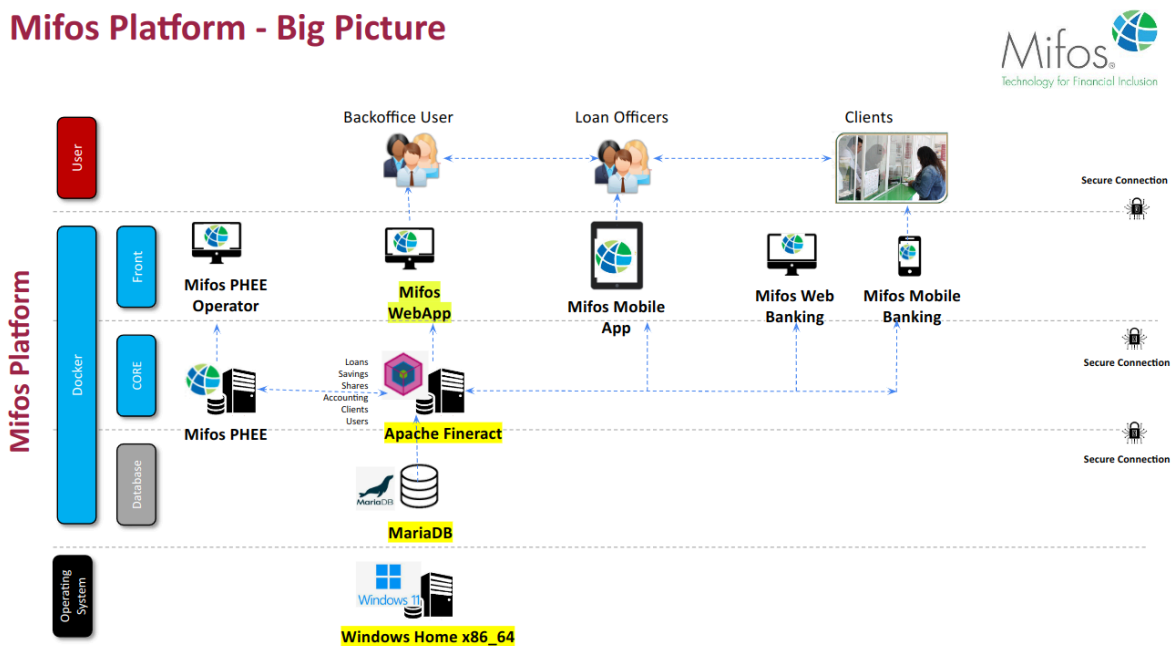 Mifos Platform - Big Picture
Mifos®
Technology for Financial Inclusion
Backoffice User
Loan Officers
Clients
User
Secure Connection
Mifos Platform
Docker
Front
Mifos PHEE
Operator
Mifos
WebApp
Mifos Mobile
App
Mifos Web
Banking
Mifos Mobile
Banking
CORE
Loans
Savings
Shares
Accounting
Clients
Users
Secure Connection
Mifos PHEE
Apache Fineract
Database
Secure Connection
MariaDB
MariaDB
Operating
System
Windows 11
Windows Home x86_64